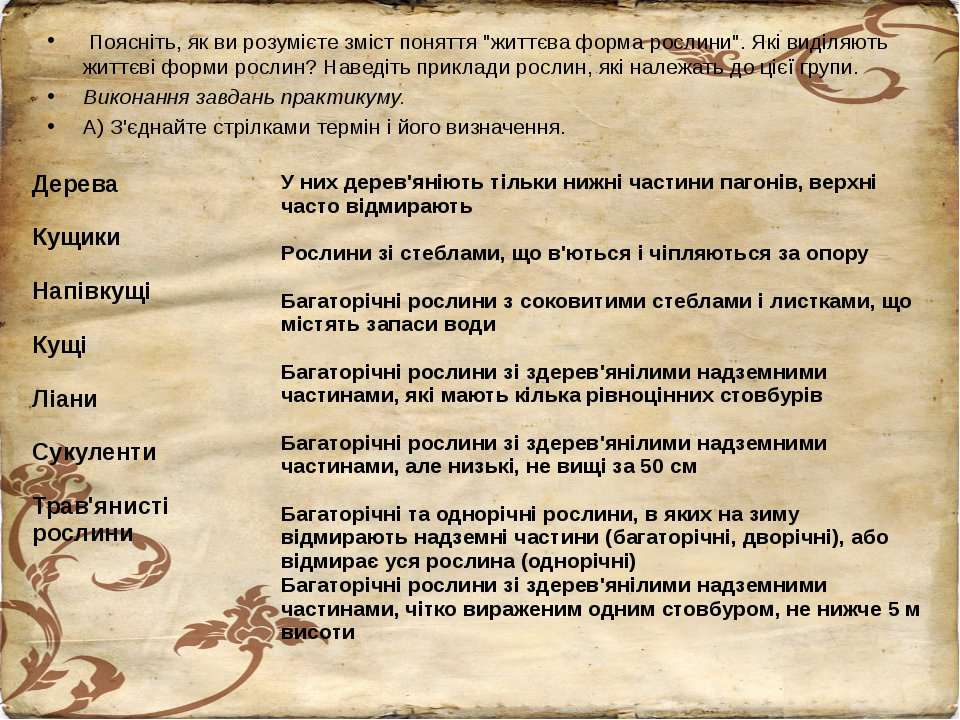 • Поясніть, як ви розумієте зміст поняття "життєва форма рослини". Які виділяють
життєві форми рослин? Наведіть приклади рослин, які належать до цієї групи.
• Виконання завдань практикуму.
• А) З'єднайте стрілками термін і його визначення.
Дерева
Кущики
Напівкущі
Кущі
Ліани
Сукуленти
Трав'янисті
рослини
У них дерев'яніють тільки нижні частини пагонів, верхні
часто відмирають
Рослини зі стеблами, що в'ються і чіпляються за опору
Багаторічні рослини з соковитими стеблами і листками, що
містять запаси води
Багаторічні рослини зі здерев'янілими надземними
частинами, які мають кілька рівноцінних стовбурів
Багаторічні рослини зі здерев'янілими надземними
частинами, але низькі, не вищі за 50 см
Багаторічні та однорічні рослини, в яких на зиму
відмирають надземні частини (багаторічні, дворічні), або
відмирає уся рослина (однорічні)
Багаторічні рослини зі здерев'янілими надземними
частинами, чітко вираженим одним стовбуром, не нижче 5 м
висоти